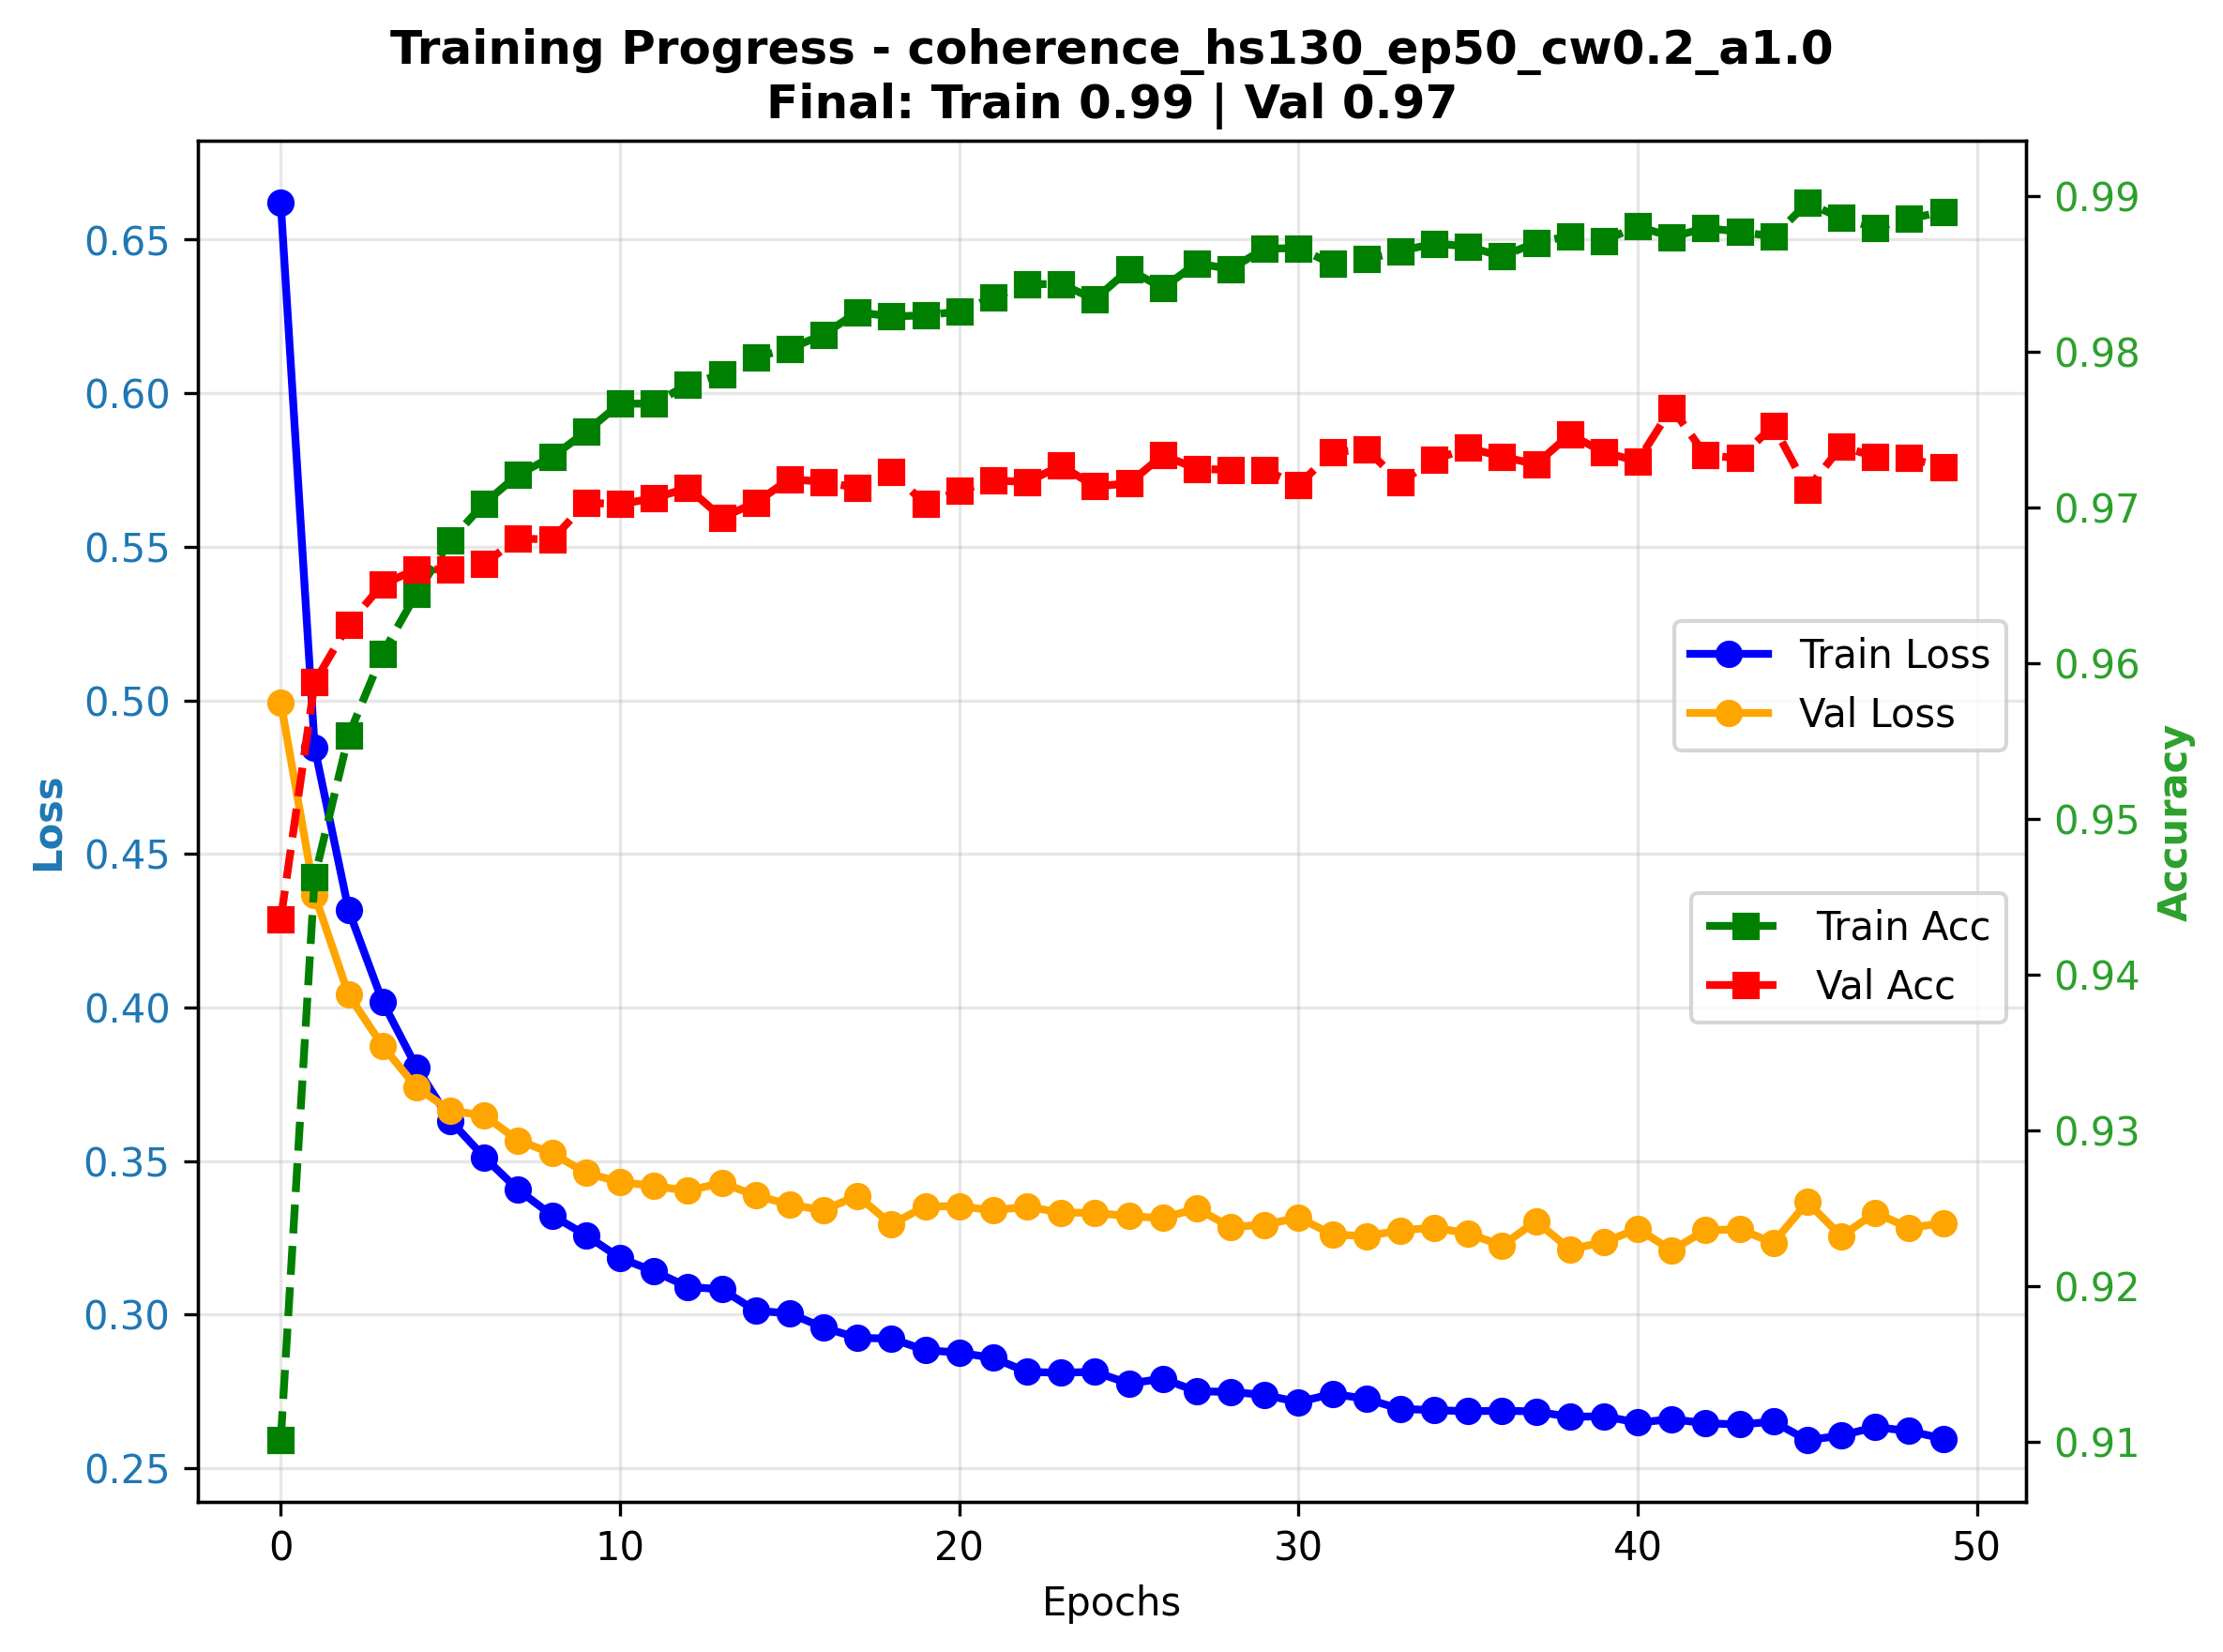 Training Progress - coherence_hs130_ep50_cw0.2_a1.0
Final: Train 0.99 | Val 0.97
Loss
0.65
0.60
0.55
0.50
0.45
0.40
0.35
0.30
0.25
0.99
0.98
0.97
0.96
0.95
0.94
0.93
0.92
0.91
Accuracy
Train Loss
Val Loss
Train Acc
Val Acc
0 10 20 30 40 50
Epochs